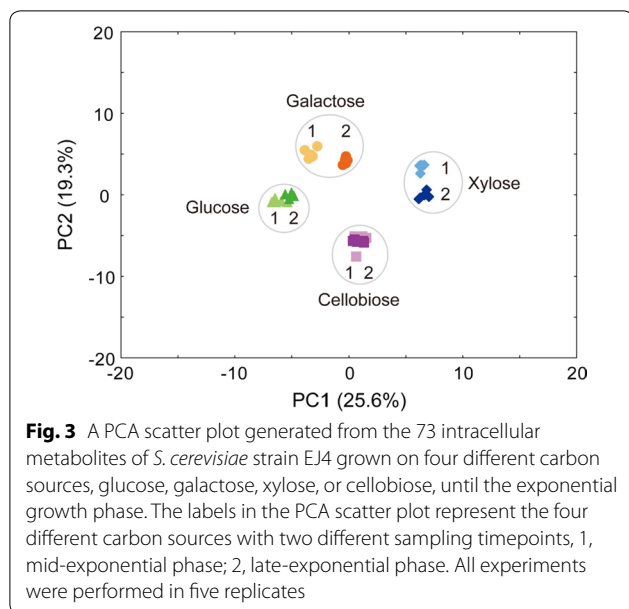 20
10
0
-10
-20
PC2 (19.3%)
Galactose
1 2
1
2
Xylose
Glucose
1 2
1 2
Cellobiose
-20 -10 0 10 20
PC1 (25.6%)
Fig. 3 A PCA scatter plot generated from the 73 intracellular
metabolites of S. cerevisiae strain EJ4 grown on four different carbon
sources, glucose, galactose, xylose, or cellobiose, until the exponential
growth phase. The labels in the PCA scatter plot represent the four
different carbon sources with two different sampling timepoints, 1,
mid-exponential phase; 2, late-exponential phase. All experiments
were performed in five replicates